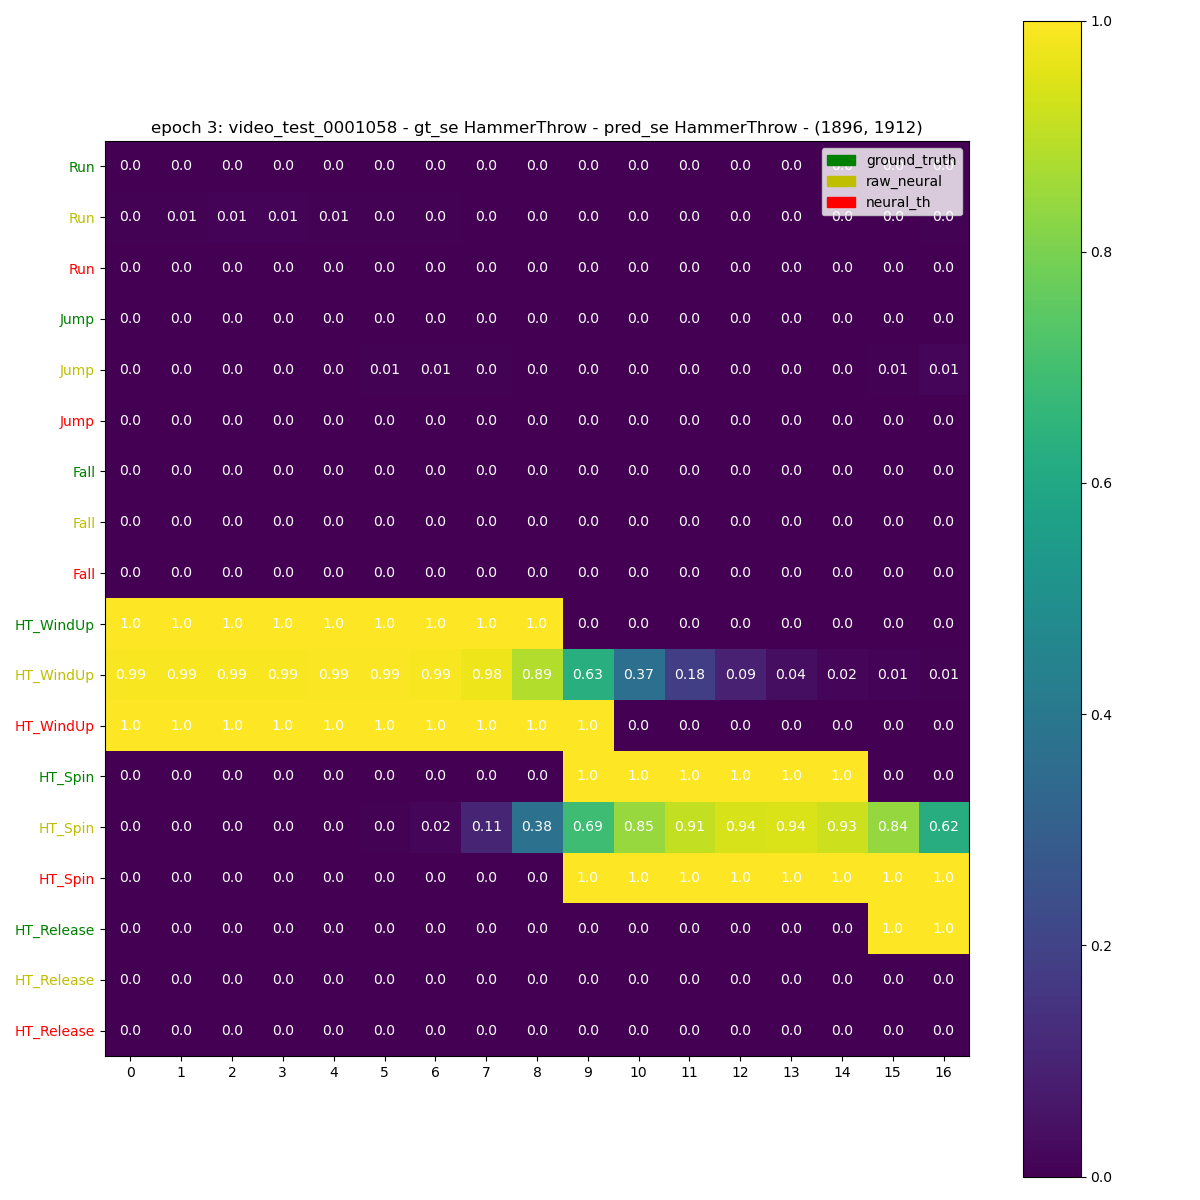 epoch 3: video_test_0001058 - gt_se HammerThrow - pred_se HammerThrow - (1896, 1912)
ground_truth
raw_neural
neural_th
Run 0.0 0.0 0.0 0.0 0.0 0.0 0.0 0.0 0.0 0.0 0.0 0.0 0.0 0.0
Run 0.0 0.01 0.01 0.01 0.01 0.0 0.0 0.0 0.0 0.0 0.0 0.0 0.0 0.0 0.0 0.0 0.0
Run 0.0 0.0 0.0 0.0 0.0 0.0 0.0 0.0 0.0 0.0 0.0 0.0 0.0 0.0 0.0 0.0 0.0
Jump 0.0 0.0 0.0 0.0 0.0 0.0 0.0 0.0 0.0 0.0 0.0 0.0 0.0 0.0 0.0 0.0 0.0
Jump 0.0 0.0 0.0 0.0 0.0 0.01 0.01 0.0 0.0 0.0 0.0 0.0 0.0 0.0 0.0 0.01 0.01
Jump 0.0 0.0 0.0 0.0 0.0 0.0 0.0 0.0 0.0 0.0 0.0 0.0 0.0 0.0 0.0 0.0 0.0
Fall 0.0 0.0 0.0 0.0 0.0 0.0 0.0 0.0 0.0 0.0 0.0 0.0 0.0 0.0 0.0 0.0 0.0
Fall 0.0 0.0 0.0 0.0 0.0 0.0 0.0 0.0 0.0 0.0 0.0 0.0 0.0 0.0 0.0 0.0 0.0
Fall 0.0 0.0 0.0 0.0 0.0 0.0 0.0 0.0 0.0 0.0 0.0 0.0 0.0 0.0 0.0 0.0 0.0
HT_WindUp 1.0 1.0 1.0 1.0 1.0 1.0 1.0 1.0 1.0 0.0 0.0 0.0 0.0 0.0 0.0 0.0 0.0
HT_WindUp 0.99 0.99 0.99 0.99 0.99 0.99 0.99 0.98 0.89 0.63 0.37 0.18 0.09 0.04 0.02 0.01 0.01
HT_WindUp 1.0 1.0 1.0 1.0 1.0 1.0 1.0 1.0 1.0 1.0 0.0 0.0 0.0 0.0 0.0 0.0 0.0
HT_Spin 0.0 0.0 0.0 0.0 0.0 0.0 0.0 0.0 0.0 1.0 1.0 1.0 1.0 1.0 1.0 0.0 0.0
HT_Spin 0.0 0.0 0.0 0.0 0.0 0.0 0.02 0.11 0.38 0.69 0.85 0.91 0.94 0.94 0.93 0.84 0.62
HT_Spin 0.0 0.0 0.0 0.0 0.0 0.0 0.0 0.0 0.0 1.0 1.0 1.0 1.0 1.0 1.0 1.0 1.0
HT_Release 0.0 0.0 0.0 0.0 0.0 0.0 0.0 0.0 0.0 0.0 0.0 0.0 0.0 0.0 0.0 1.0 1.0
HT_Release 0.0 0.0 0.0 0.0 0.0 0.0 0.0 0.0 0.0 0.0 0.0 0.0 0.0 0.0 0.0 0.0 0.0
HT_Release 0.0 0.0 0.0 0.0 0.0 0.0 0.0 0.0 0.0 0.0 0.0 0.0 0.0 0.0 0.0 0.0 0.0
0 1 2 3 4 5 6 7 8 9 10 11 12 13 14 15 16
1.0
0.8
0.6
0.4
0.2
0.0